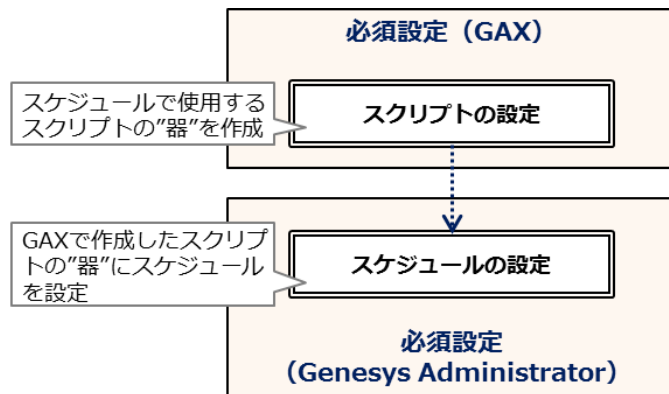 必須設定（GAX）
スケジュールで使用する
スクリプトの”器”を作成
スクリプトの設定
GAXで作成したスクリプ
トの”器”にスケジュール
を設定
スケジュールの設定
必須設定
（Genesys Administrator）